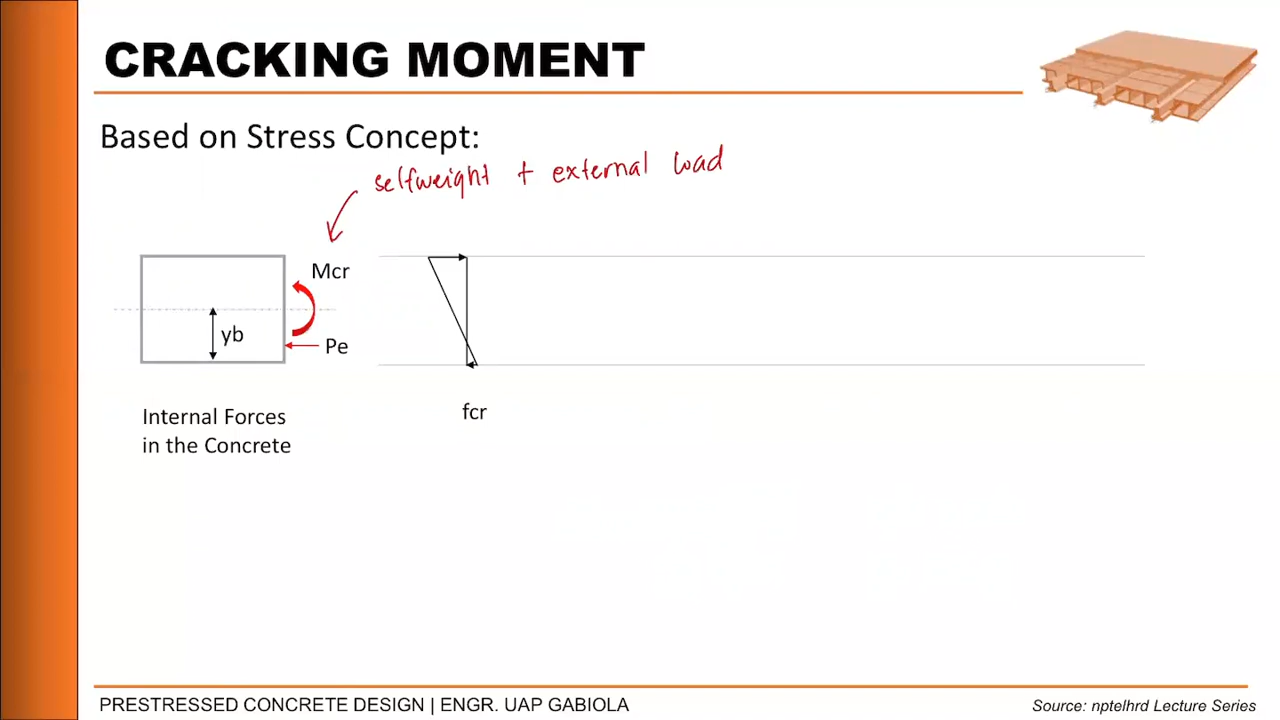 CRACKING MOMENT
Based on Stress Concept:
selfweight + external load
Mcr
yb
Pe
fcr
Internal Forces
in the Concrete
PRESTRESSED CONCRETE DESIGN | ENGR. UAP GABIOLA
Source: nptelhrd Lecture Series